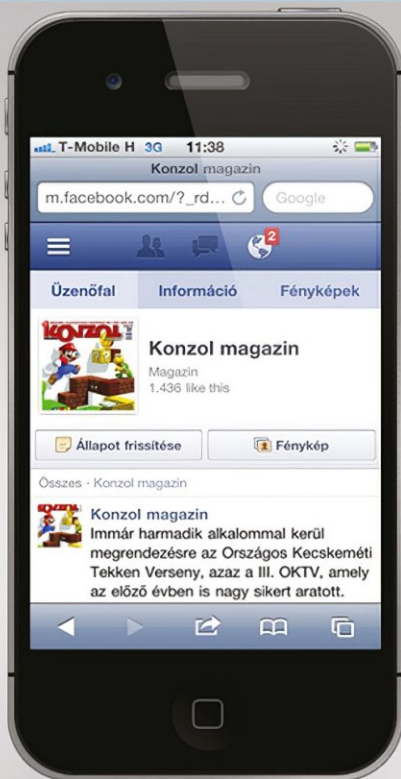 T-Mobile H 3G 11:38
Konzol magazin
m.facebook.com/?_rd... Google
2
Üzenőfal Információ Fényképek
KONZOL
Konzol magazin
Magazin
1.436 like this
Állapot frissítése Fénykép
Összes · Konzol magazin
Konzol magazin
Immár harmadik alkalommal kerül
megrendezésre az Országos Kecskeméti
Tekken Verseny, azaz a III. OKTV, amely
az előző évben is nagy sikert aratott.